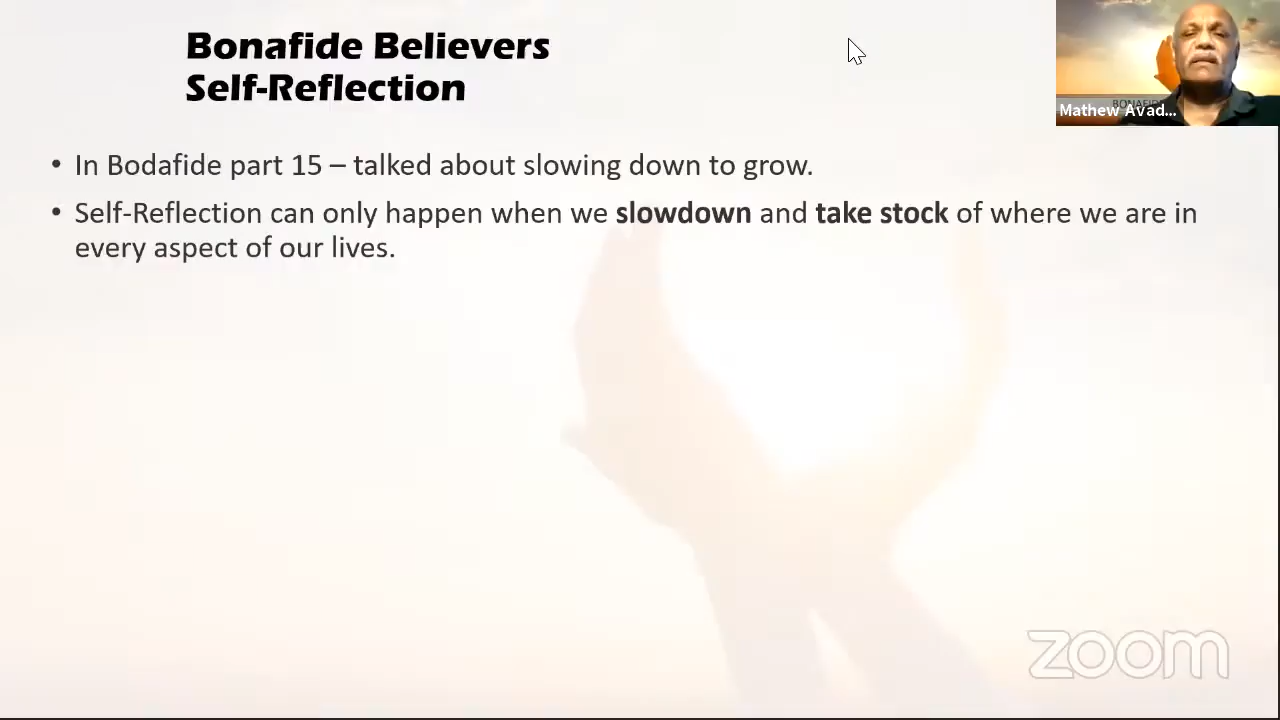 Bonafide Believers
Self-Reflection
Mathew Avad...
• In Bodafide part 15 – talked about slowing down to grow.
• Self-Reflection can only happen when we slowdown and take stock of where we are in
every aspect of our lives.
zoom